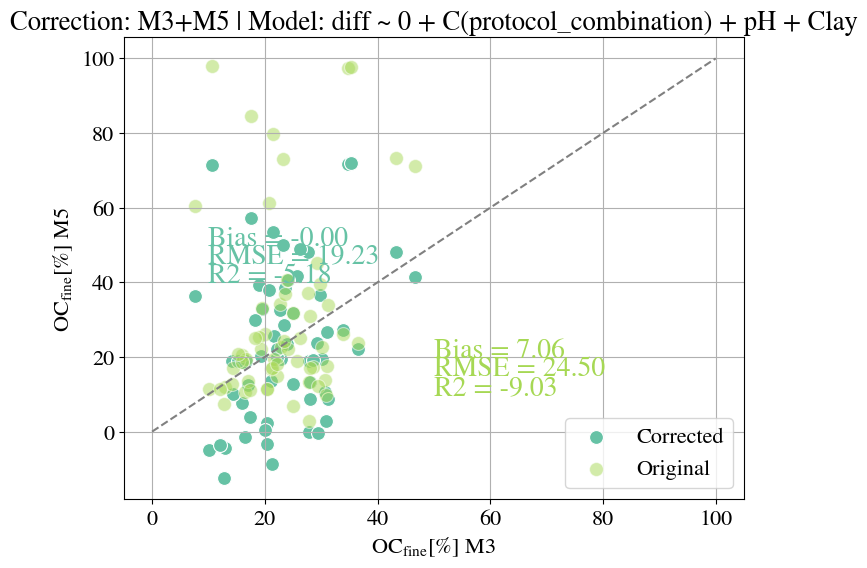 Correction: M3+M5 | Model: diff ~ 0 + C(protocol_combination) + pH + Clay
100
80
60
40
20
0
OCfine[%] M5
Bias = -0.00
RMSE = 19.23
R2 = -5.18
Bias = 7.06
RMSE = 24.50
R2 = -9.03
Corrected
Original
0 20 40 60 80 100
OCfine[%] M3